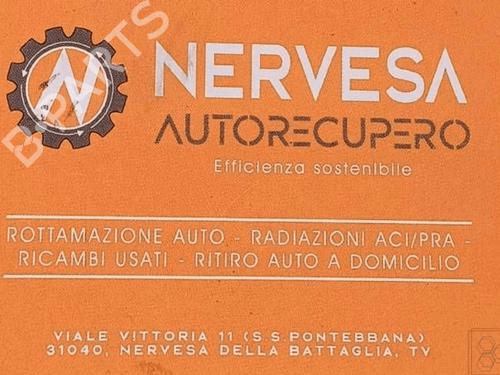 NERVESA
AUTORECUPERO
Efficienza sostenibile
ROTTAMAZIONE AUTO - RADIAZIONI ACI/PRA -
RICAMBI USATI - RITIRO AUTO A DOMICILIO
VIALE VITTORIA 11 (S.S.PONTEBBANA)
31040, NERVESA DELLA BATTAGLIA, TV
B-PARTS